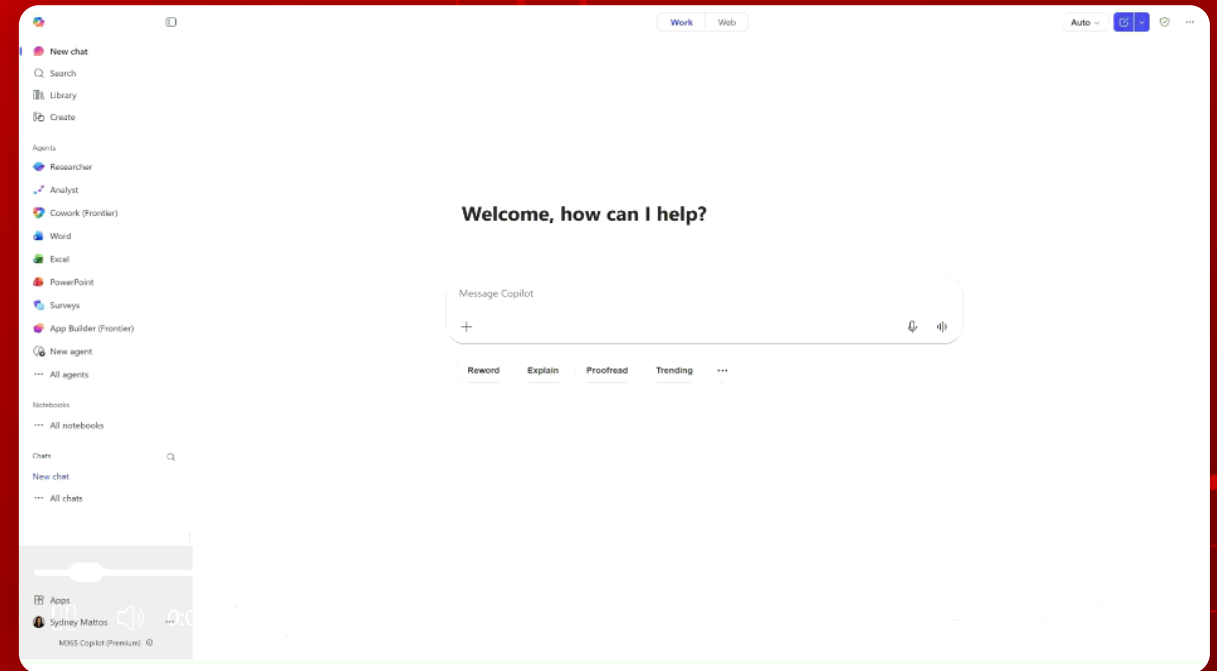 Work Web
Auto
New chat
Search
Library
Create
Agents
Researcher
Analyst
Cowork (Frontier)
Word
Excel
PowerPoint
Surveys
App Builder (Frontier)
New agent
All agents
Notebooks
All notebooks
Chats
New chat
All chats
Apps
Sydney Mattos
M365 Copilot (Premium)
Welcome, how can I help?
Message Copilot
Reword Explain Proofread Trending